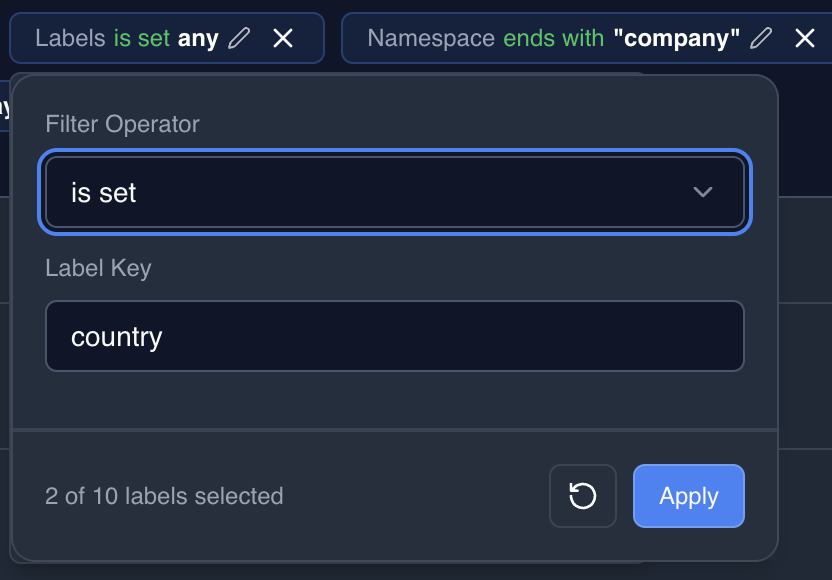 Labels is set any
Namespace ends with "company"
Filter Operator
is set
Label Key
country
2 of 10 labels selected
Apply